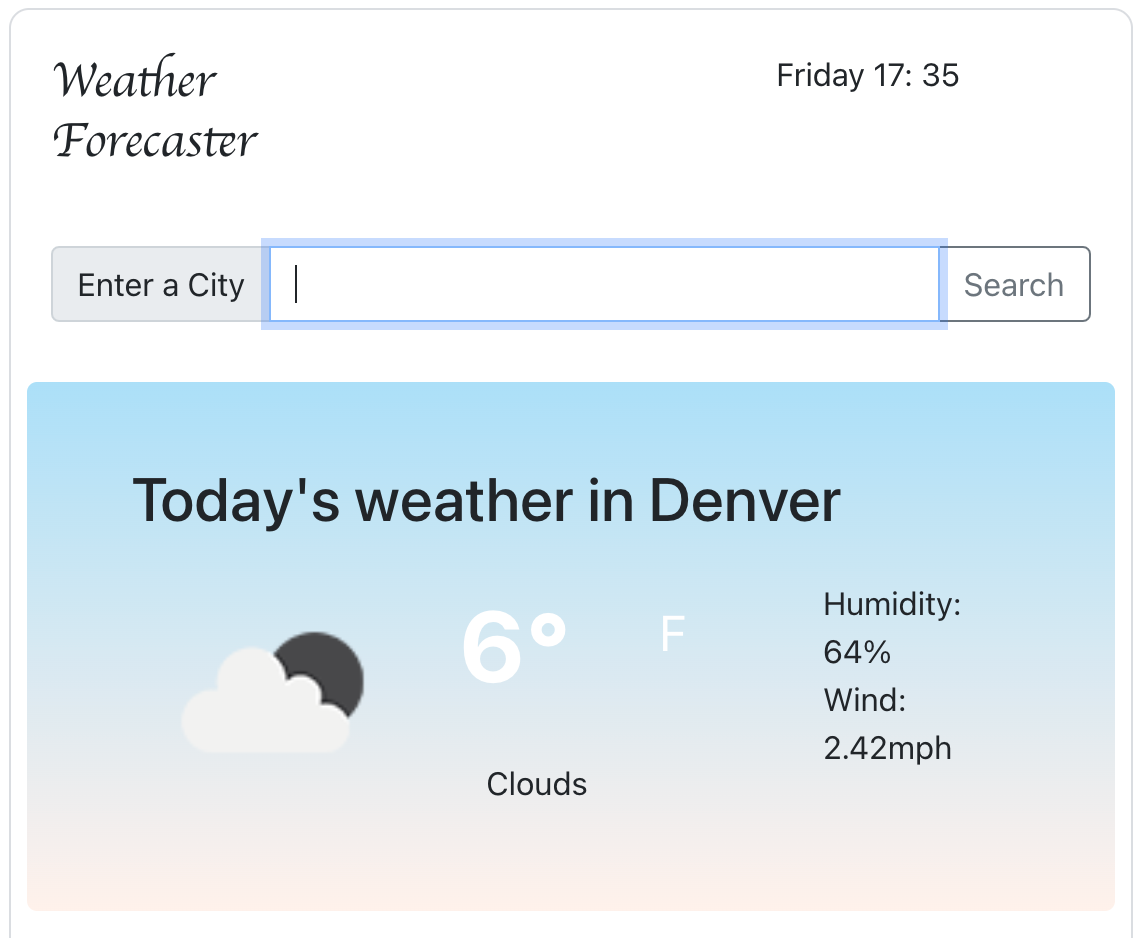 Weather
Forecaster
Friday 17: 35
Enter a City
Search
Today's weather in Denver
6°
F
Clouds
Humidity:
64%
Wind:
2.42mph